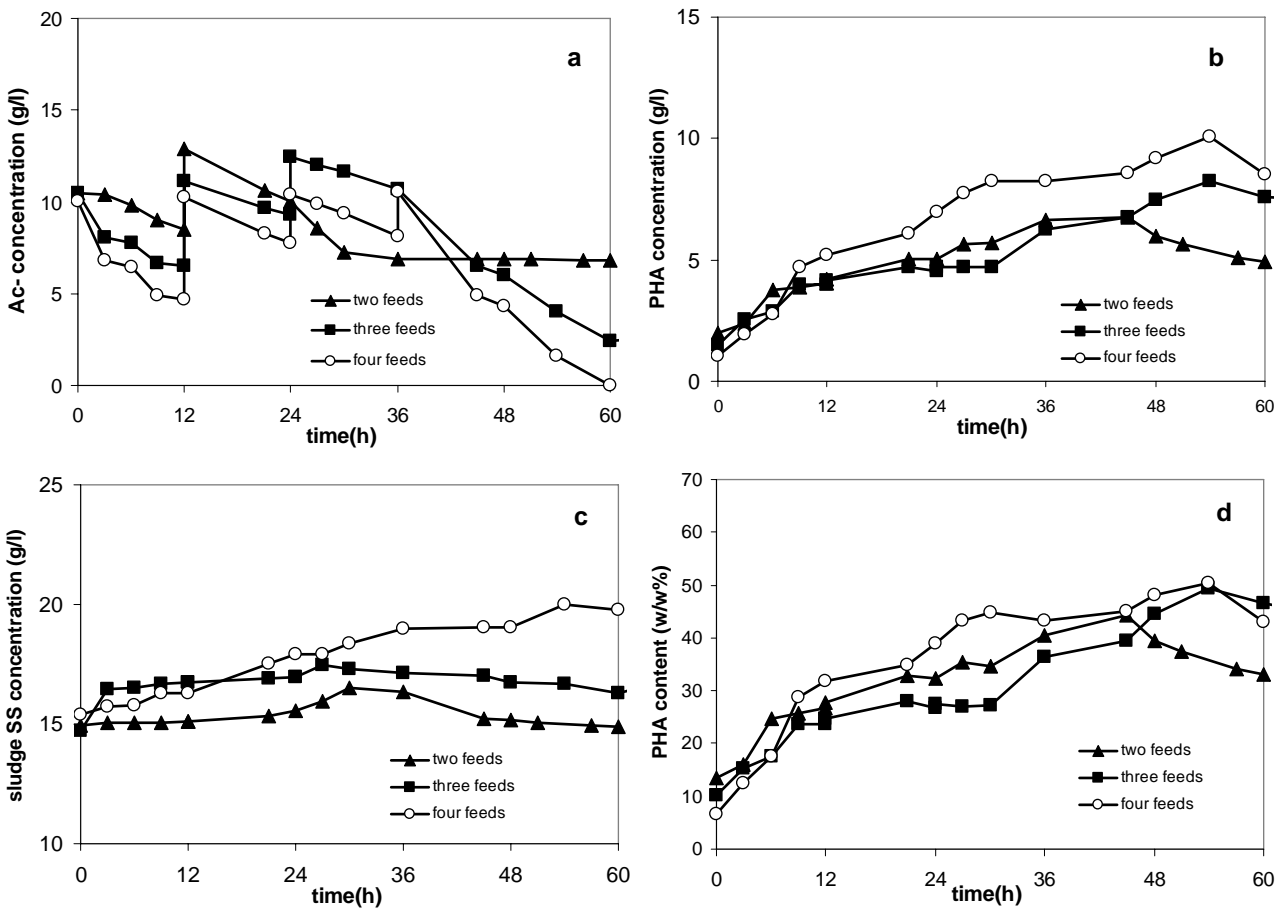 20
15
10
5
0
Ac- concentration (g/l)
a
two feeds
three feeds
four feeds
0 12 24 36 48 60
time(h)
15
10
5
0
PHA concentration (g/l)
b
two feeds
three feeds
four feeds
0 12 24 36 48 60
time(h)
25
20
15
10
sludge SS concentration (g/l)
c
two feeds
three feeds
four feeds
0 12 24 36 48 60
time(h)
70
60
50
40
30
20
10
0
PHA content (w/w%)
d
two feeds
three feeds
four feeds
0 12 24 36 48 60
time(h)